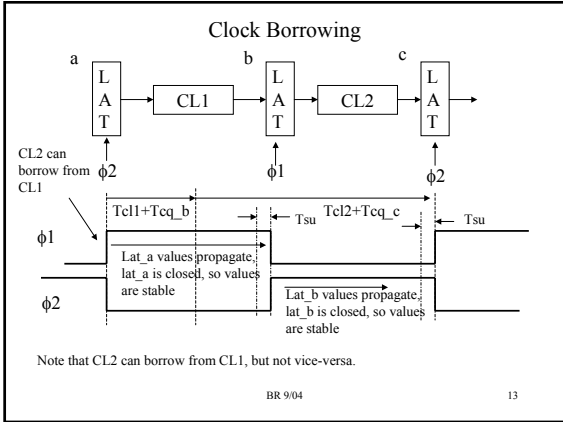 Clock Borrowing
a
b
c
L
A
T
CL1
L
A
T
CL2
L
A
T
CL2 can
borrow from
CL1
ϕ2
ϕ1
ϕ2
Tcl1+Tcq_b
Tsu
Tcl2+Tcq_c
Tsu
ϕ1
Lat_a values propagate,
lat_a is closed, so values
are stable
ϕ2
Lat_b values propagate,
lat_b is closed, so values
are stable
Note that CL2 can borrow from CL1, but not vice-versa.
BR 9/04
13